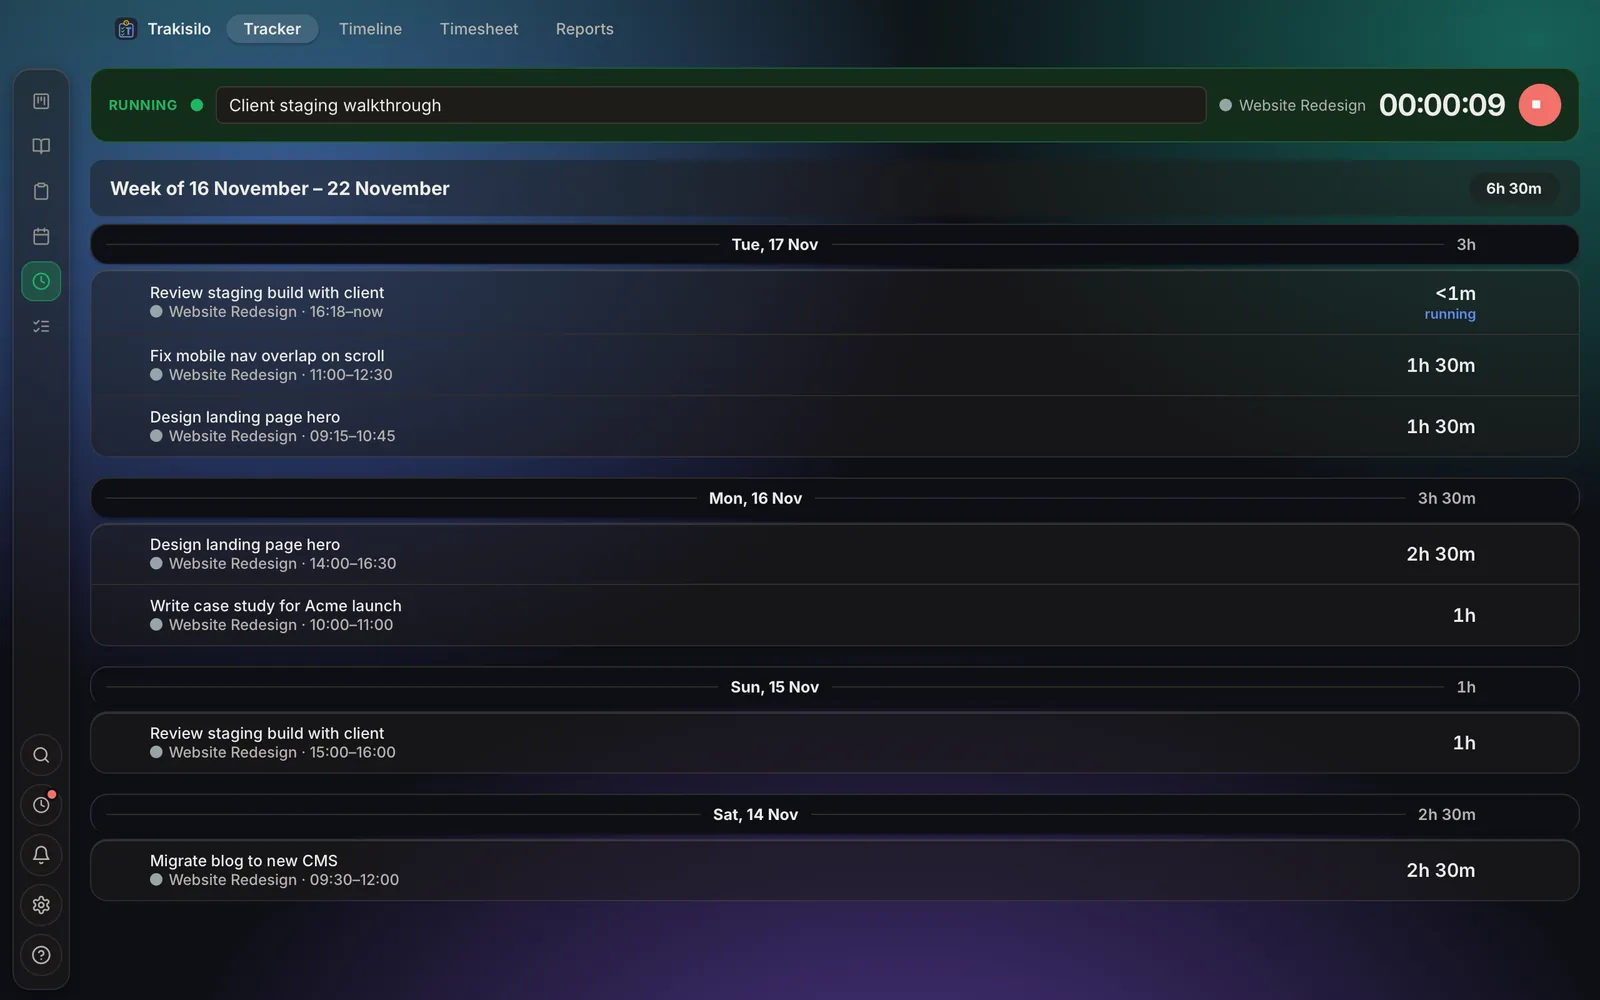 Trakisilo Tracker Timeline Timesheet Reports
RUNNING Client staging walkthrough Website Redesign 00:00:09
Week of 16 November – 22 November 6h 30m
Tue, 17 Nov 3h
Review staging build with client <1m
Website Redesign · 16:18–now running
Fix mobile nav overlap on scroll
Website Redesign · 11:00–12:30 1h 30m
Design landing page hero
Website Redesign · 09:15–10:45 1h 30m
Mon, 16 Nov 3h 30m
Design landing page hero
Website Redesign · 14:00–16:30 2h 30m
Write case study for Acme launch
Website Redesign · 10:00–11:00 1h
Sun, 15 Nov 1h
Review staging build with client
Website Redesign · 15:00–16:00 1h
Sat, 14 Nov 2h 30m
Migrate blog to new CMS
Website Redesign · 09:30–12:00 2h 30m